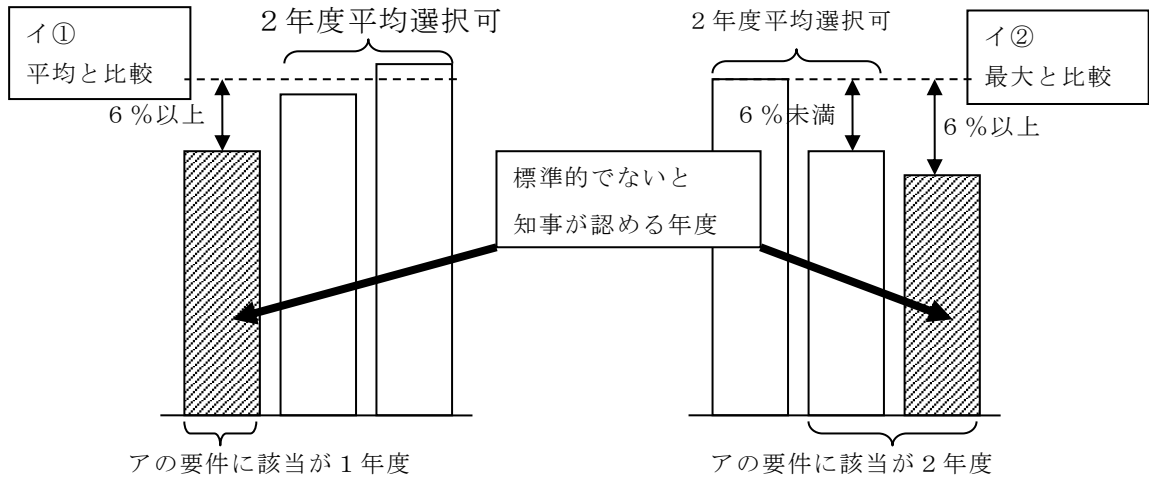 イ①
平均と比較
２年度平均選択可
６％以上
アの要件に該当が１年度
標準的でないと
知事が認める年度
２年度平均選択可
イ②
最大と比較
６％未満
６％以上
アの要件に該当が２年度